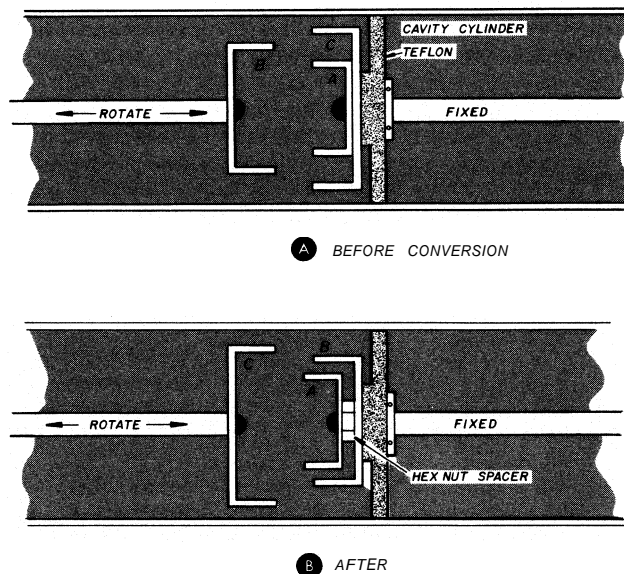 CAVITY CYLINDER
TEFLON
C
B
A
ROTATE
FIXED
A BEFORE CONVERSION
C
B
A
ROTATE
FIXED
HEX NUT SPACER
B AFTER